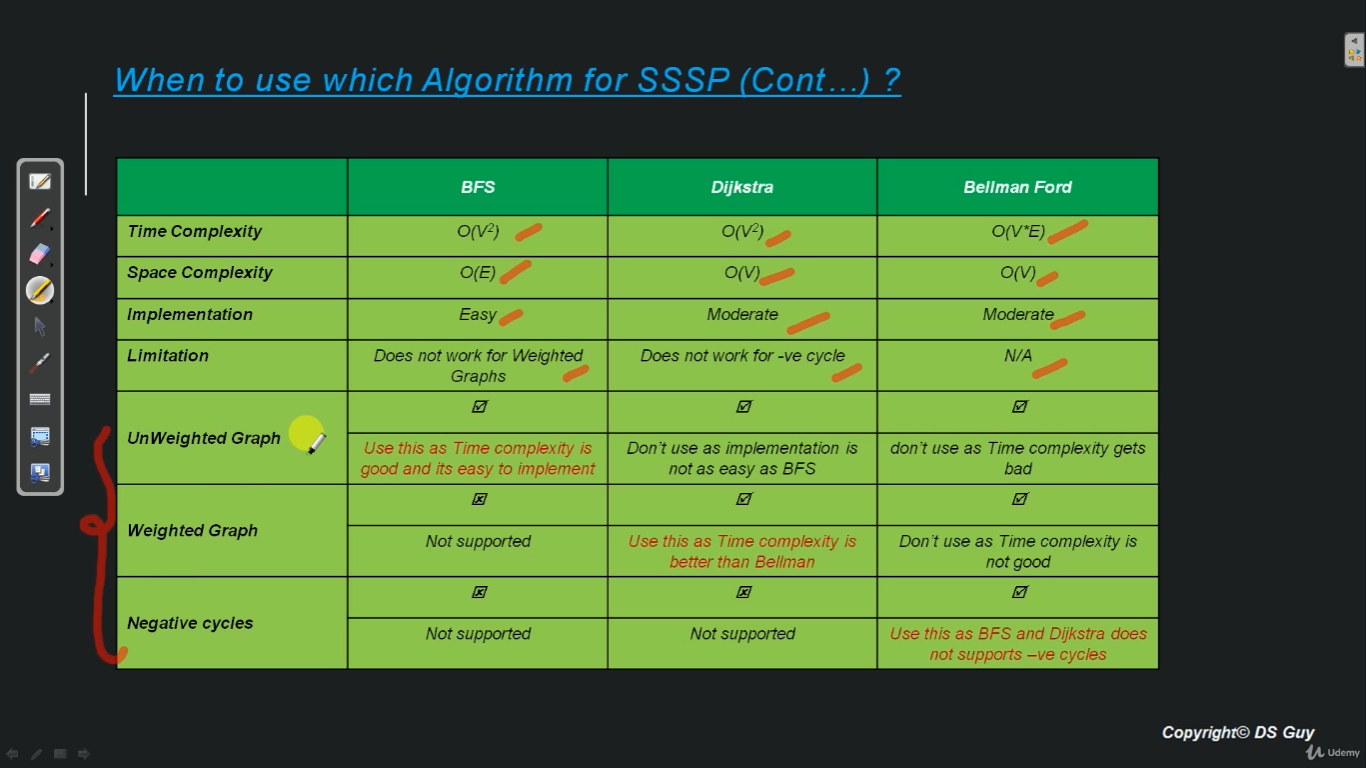 When to use which Algorithm for SSSP (Cont…) ?
BFS
Dijkstra
Bellman Ford
Time Complexity
O(V²)
O(V²)
O(V*E)
Space Complexity
O(E)
O(V)
O(V)
Implementation
Easy
Moderate
Moderate
Limitation
Does not work for Weighted
Graphs
Does not work for -ve cycle
N/A
UnWeighted Graph
☑
☑
☑
Use this as Time complexity is
good and its easy to implement
Don't use as implementation is
not as easy as BFS
don't use as Time complexity gets
bad
Weighted Graph
☒
☑
☑
Not supported
Use this as Time complexity is
better than Bellman
Don't use as Time complexity is
not good
Negative cycles
☒
☒
☑
Not supported
Not supported
Use this as BFS and Dijkstra does
not supports –ve cycles
Copyright© DS Guy
Udemy